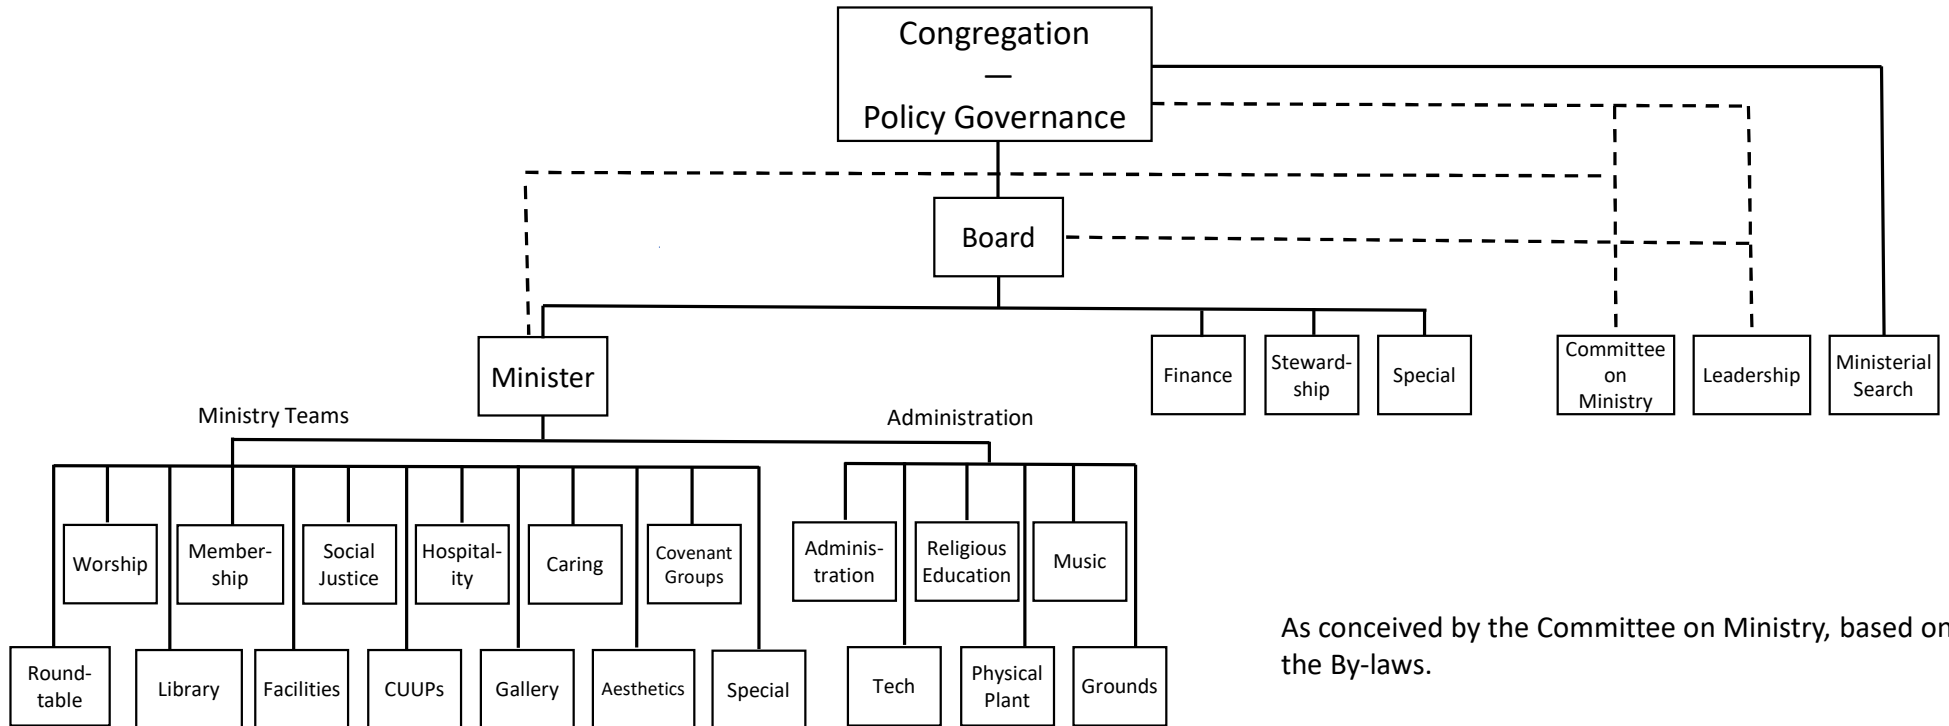 Congregation
—
Policy Governance
Board
Minister
Finance
Steward-
ship
Special
Committee
on
Ministry
Leadership
Ministerial
Search
Ministry Teams
Administration
Worship
Member-
ship
Social
Justice
Hospital-
ity
Caring
Covenant
Groups
Adminis-
tration
Religious
Education
Music
Round-
table
Library
Facilities
CUUPs
Gallery
Aesthetics
Special
Tech
Physical
Plant
Grounds
As conceived by the Committee on Ministry, based on
the By-laws.